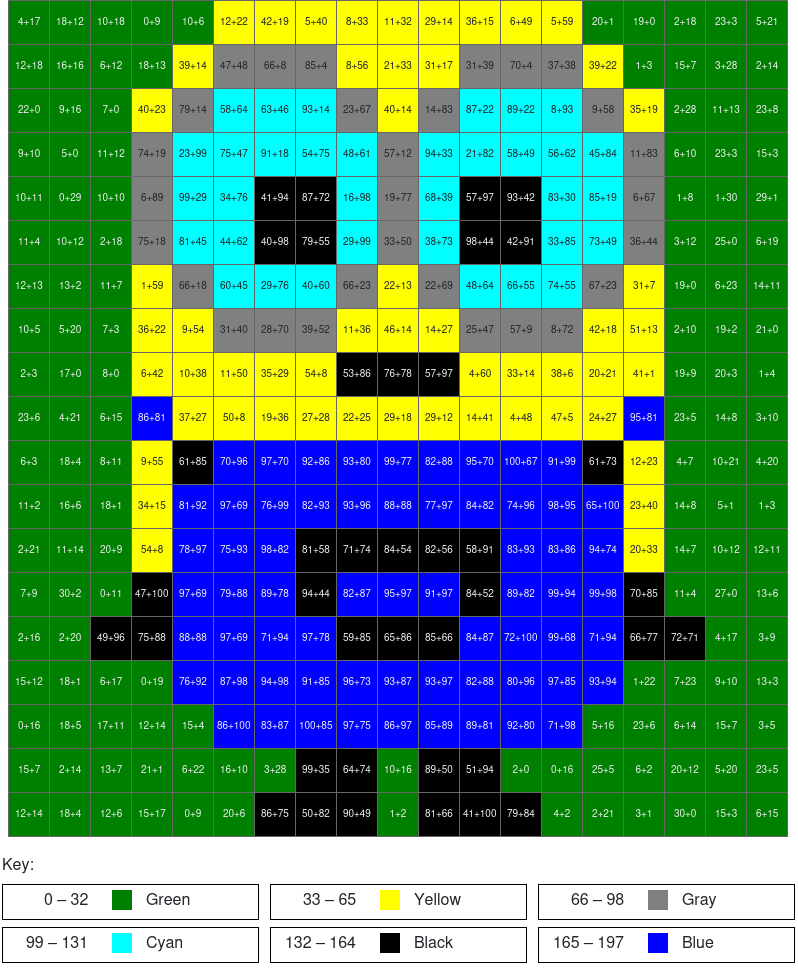 4+17 18+12 10+18 0+9 10+6 12+22 42+19 5+40 8+33 11+32 29+14 36+15 6+49 5+59 20+1 19+0 2+18 23+3 5+21
12+18 16+16 6+12 18+13 39+14 47+48 66+8 85+4 8+56 21+33 31+17 31+39 70+4 37+38 39+22 1+3 15+7 3+28 2+14
22+0 9+16 7+0 40+23 79+14 58+64 63+46 93+14 23+67 40+14 14+83 87+22 89+22 8+93 9+58 35+19 2+28 11+13 23+8
9+10 5+0 11+12 74+19 23+99 75+47 91+18 54+75 48+61 57+12 94+33 21+82 58+49 56+62 45+84 11+83 6+10 23+3 15+3
10+11 0+29 10+10 6+89 99+29 34+76 41+94 87+72 16+98 19+77 68+39 57+97 93+42 83+30 85+19 6+67 1+8 1+30 29+1
11+4 10+12 2+18 75+18 81+45 44+62 40+98 79+55 29+99 33+50 38+73 98+44 42+91 33+85 73+49 36+44 3+12 25+0 6+19
12+13 13+2 11+7 1+59 66+18 60+45 29+76 40+60 66+23 22+13 22+69 48+64 66+55 74+55 67+23 31+7 19+0 6+23 14+11
10+5 5+20 7+3 36+22 9+54 31+40 28+70 39+52 11+36 46+14 14+27 25+47 57+9 8+72 42+18 51+13 2+10 19+2 21+0
2+3 17+0 8+0 6+42 10+38 11+50 35+29 54+8 53+86 76+78 57+97 4+60 33+14 38+6 20+21 41+1 19+9 20+3 1+4
23+6 4+21 6+15 86+81 37+27 50+8 19+36 27+28 22+25 29+18 29+12 14+41 4+48 47+5 24+27 95+81 23+5 14+8 3+10
6+3 18+4 8+11 9+55 61+85 70+96 97+70 92+86 93+80 99+77 82+88 95+70 100+67 91+99 61+73 12+23 4+7 10+21 4+20
11+2 16+6 18+1 34+15 81+92 97+69 76+99 82+93 93+96 88+88 77+97 84+82 74+96 98+95 65+100 23+40 14+8 5+1 1+3
2+21 11+14 20+9 54+8 78+97 75+93 98+82 81+58 71+74 84+54 82+56 58+91 83+93 83+86 94+74 20+33 14+7 10+12 12+11
7+9 30+2 0+11 47+100 97+69 79+88 89+78 94+44 82+87 95+97 91+97 84+52 89+82 99+94 99+98 70+85 11+4 27+0 13+6
2+16 2+20 49+96 75+88 88+88 97+69 71+94 97+78 59+85 65+86 85+66 84+87 72+100 99+68 71+94 66+77 72+71 4+17 3+9
15+12 18+1 6+17 0+19 76+92 87+98 94+98 91+85 96+73 93+87 93+97 82+88 80+96 97+85 93+94 1+22 7+23 9+10 13+3
0+16 18+5 17+11 12+14 15+4 86+100 83+87 100+85 97+75 86+97 85+89 89+81 92+80 71+98 5+16 23+6 6+14 15+7 3+5
15+7 2+14 13+7 21+1 6+22 16+10 3+28 99+35 64+74 10+16 89+50 51+94 2+0 0+16 25+5 6+2 20+12 5+20 23+5
12+14 18+4 12+6 15+17 0+9 20+6 86+75 50+82 90+49 1+2 81+66 41+100 79+84 4+2 2+21 3+1 30+0 15+3 6+15
Key:
0 – 32 Green 33 – 65 Yellow 66 – 98 Gray
99 – 131 Cyan 132 – 164 Black 165 – 197 Blue